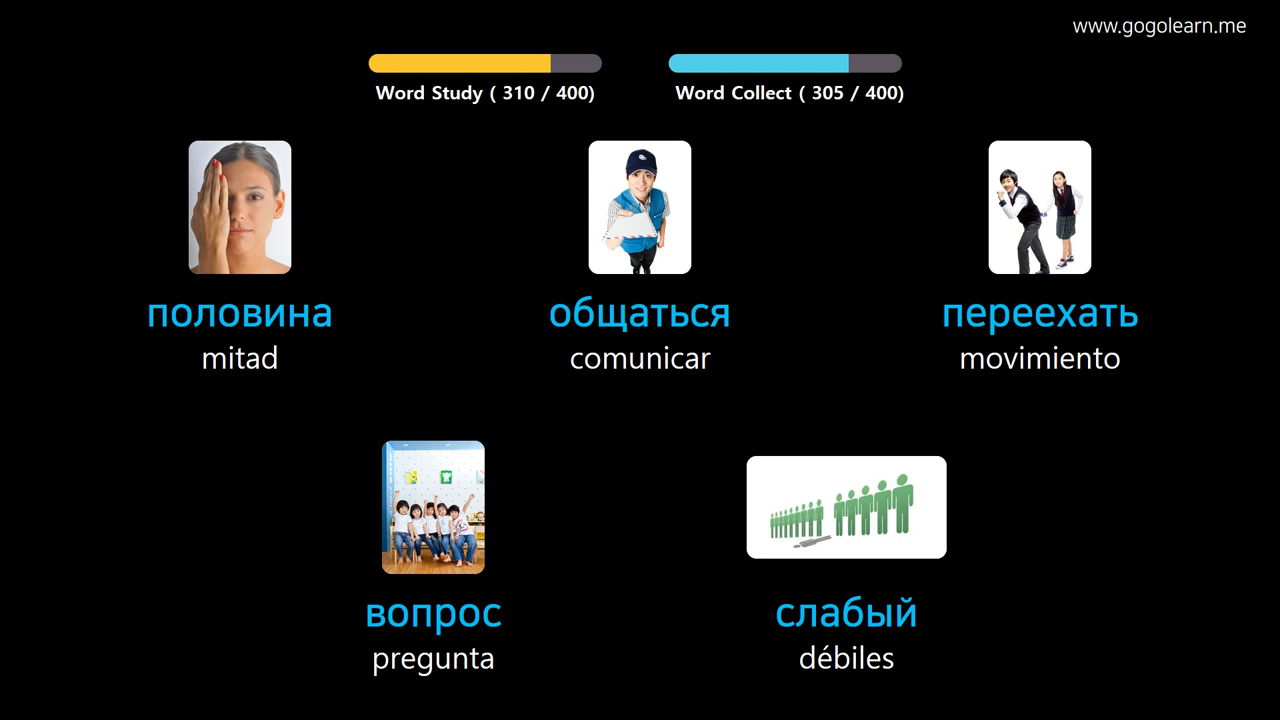 www.gogolearn.me
Word Study ( 310 / 400)
Word Collect ( 305 / 400)
половина
mitad
общаться
comunicar
переехать
movimiento
вопрос
pregunta
слабый
débiles